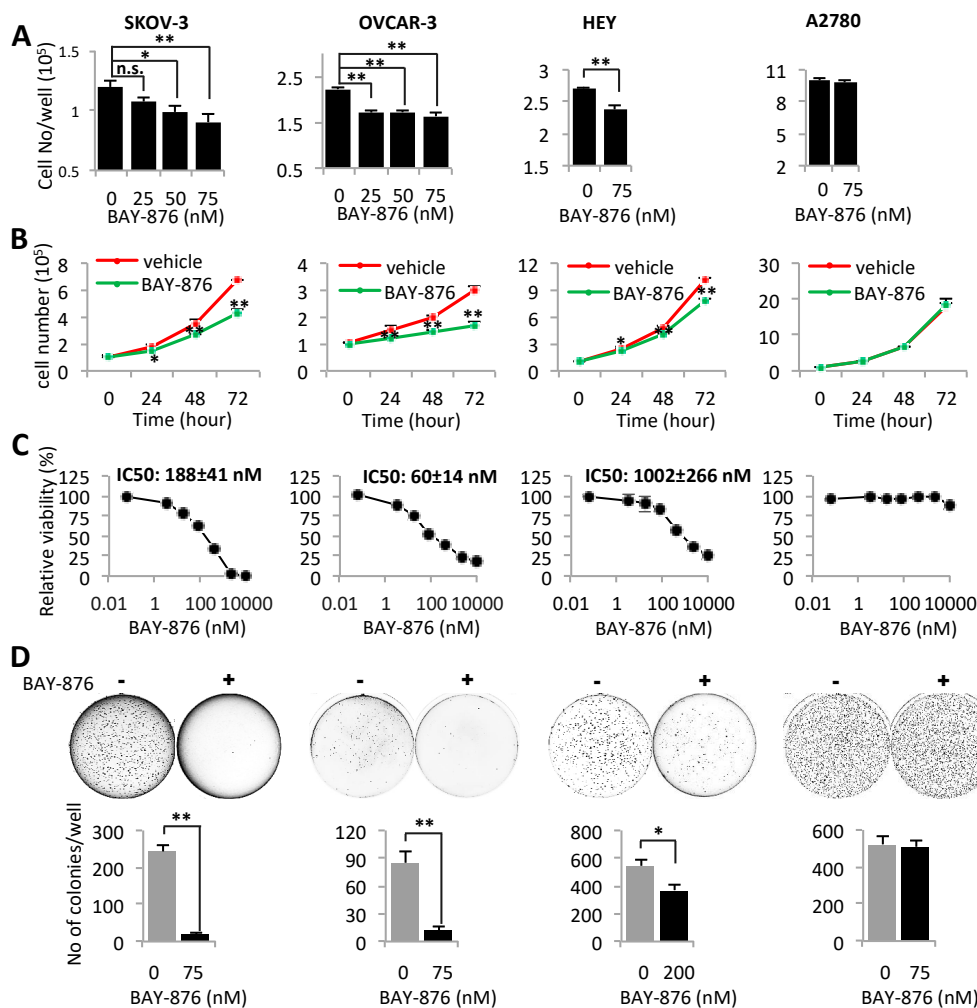 SKOV-3 OVCAR-3 HEY A2780
A
Cell No/well (10⁵)
1.5
1
0.5
**
*
n.s.
0 25 50 75
BAY-876 (nM)
2.5
1.5
0.5
**
**
**
0 25 50 75
BAY-876 (nM)
3
2.5
2
1.5
**
0 75
BAY-876 (nM)
11
8
5
2
0 75
BAY-876 (nM)
B
cell number (10⁵)
8
6
4
2
0
vehicle
BAY-876
*
**
**
0 24 48 72
Time (hour)
4
3
2
1
0
vehicle
BAY-876
**
**
**
0 24 48 72
Time (hour)
12
9
6
3
0
vehicle
BAY-876
*
**
**
0 24 48 72
Time (hour)
30
20
10
0
vehicle
BAY-876
0 24 48 72
Time (hour)
C
Relative viability (%)
IC50: 188±41 nM
125
100
75
50
25
0
0.01 1 100 10000
BAY-876 (nM)
IC50: 60±14 nM
125
100
75
50
25
0
0.01 1 100 10000
BAY-876 (nM)
IC50: 1002±266 nM
125
100
75
50
25
0
0.01 1 100 10000
BAY-876 (nM)
125
100
75
50
25
0
0.01 1 100 10000
BAY-876 (nM)
D
BAY-876 - + - + - + - +
No of colonies/well
300
200
100
0
**
0 75
BAY-876 (nM)
120
90
60
30
0
**
0 75
BAY-876 (nM)
800
600
400
200
0
*
0 200
BAY-876 (nM)
600
400
200
0
0 75
BAY-876 (nM)